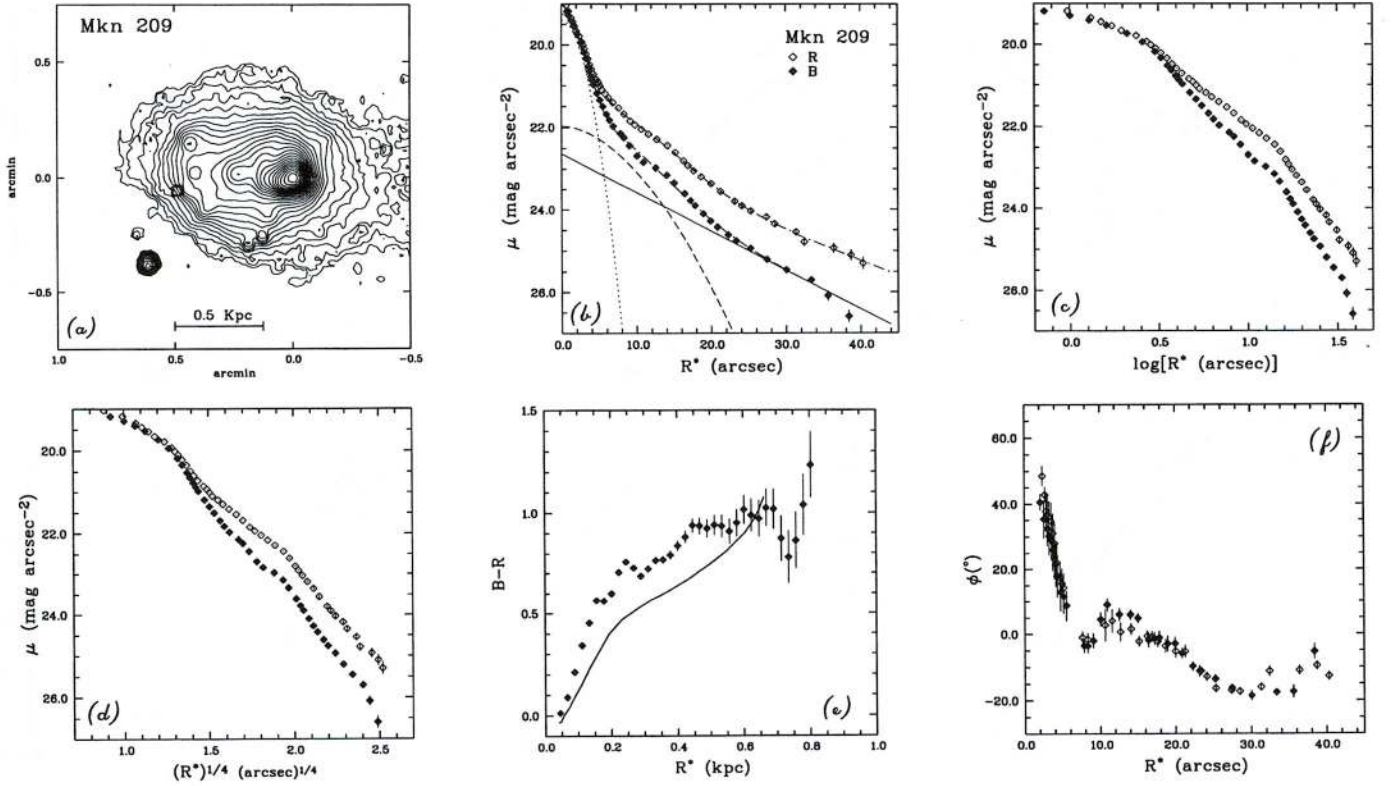 Mkn 209
0.5
0.0
-0.5
arcmin
(a)
0.5 Kpc
1.0
0.5
0.0
-0.5
arcmin
Mkn 209
R
B
20.0
22.0
24.0
26.0
μ (mag arcsec⁻²)
(b)
0.0
10.0
20.0
30.0
40.0
R* (arcsec)
20.0
22.0
24.0
26.0
μ (mag arcsec⁻²)
(c)
0.0
0.5
1.0
1.5
log[R* (arcsec)]
20.0
22.0
24.0
26.0
μ (mag arcsec⁻²)
(d)
1.0
1.5
2.0
2.5
(R*)¹/⁴ (arcsec)¹/⁴
1.5
1.0
0.5
0.0
B-R
(e)
0.0
0.2
0.4
0.6
0.8
1.0
R* (kpc)
60.0
40.0
20.0
0.0
-20.0
φ(°)
(f)
0.0
10.0
20.0
30.0
40.0
R* (arcsec)